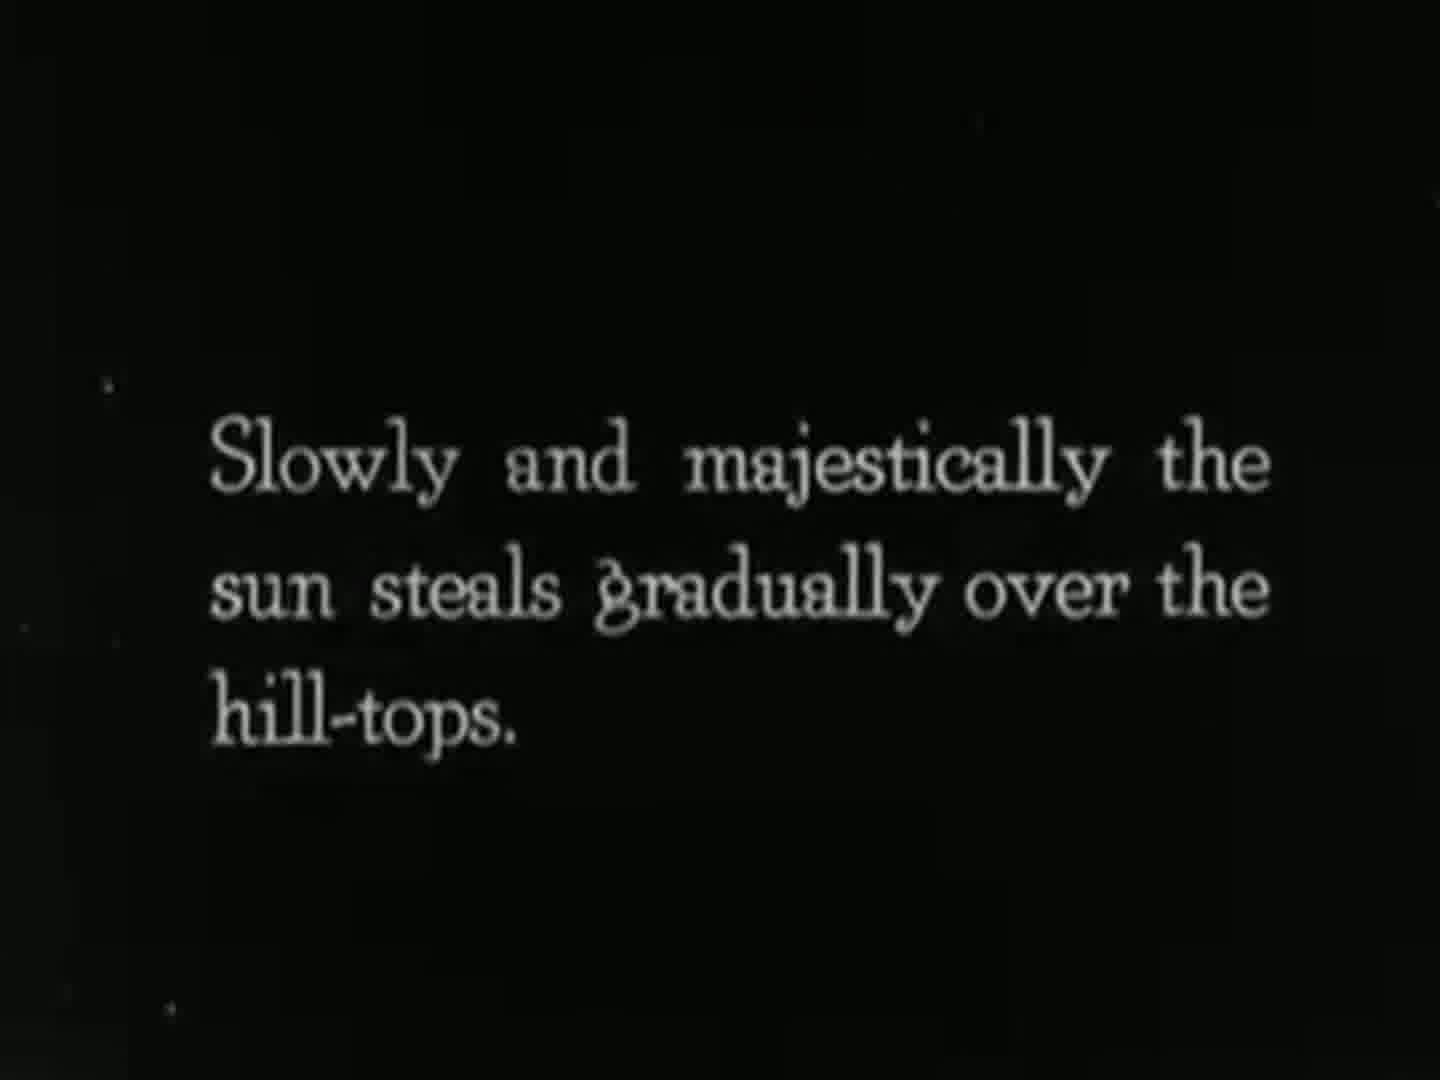 Slowly and majestically the
sun steals gradually over the
hill-tops.